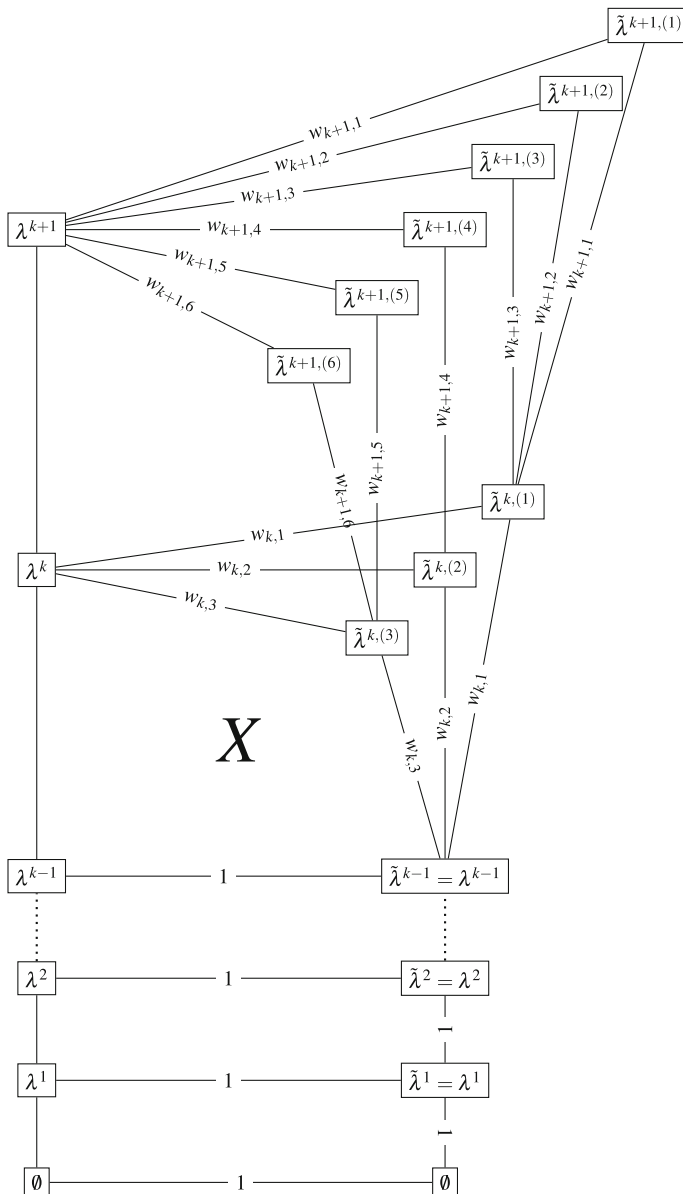 λ̃^{k+1,(1)}
λ̃^{k+1,(2)}
w_{k+1,1}
w_{k+1,2}
λ̃^{k+1,(3)}
w_{k+1,3}
λ^{k+1}
w_{k+1,4}
λ̃^{k+1,(4)}
w_{k+1,1}
w_{k+1,5}
w_{k+1,2}
w_{k+1,6}
λ̃^{k+1,(5)}
w_{k+1,3}
λ̃^{k+1,(6)}
w_{k+1,4}
w_{k+1,5}
w_{k+1,6}
λ̃^{k,(1)}
w_{k,1}
λ^k
w_{k,2}
λ̃^{k,(2)}
w_{k,3}
λ̃^{k,(3)}
w_{k,1}
w_{k,2}
X
w_{k,3}
λ^{k-1} 1 λ̃^{k-1} = λ^{k-1}
λ^2 1 λ̃^2 = λ^2
1
λ^1 1 λ̃^1 = λ^1
1
∅ 1 ∅